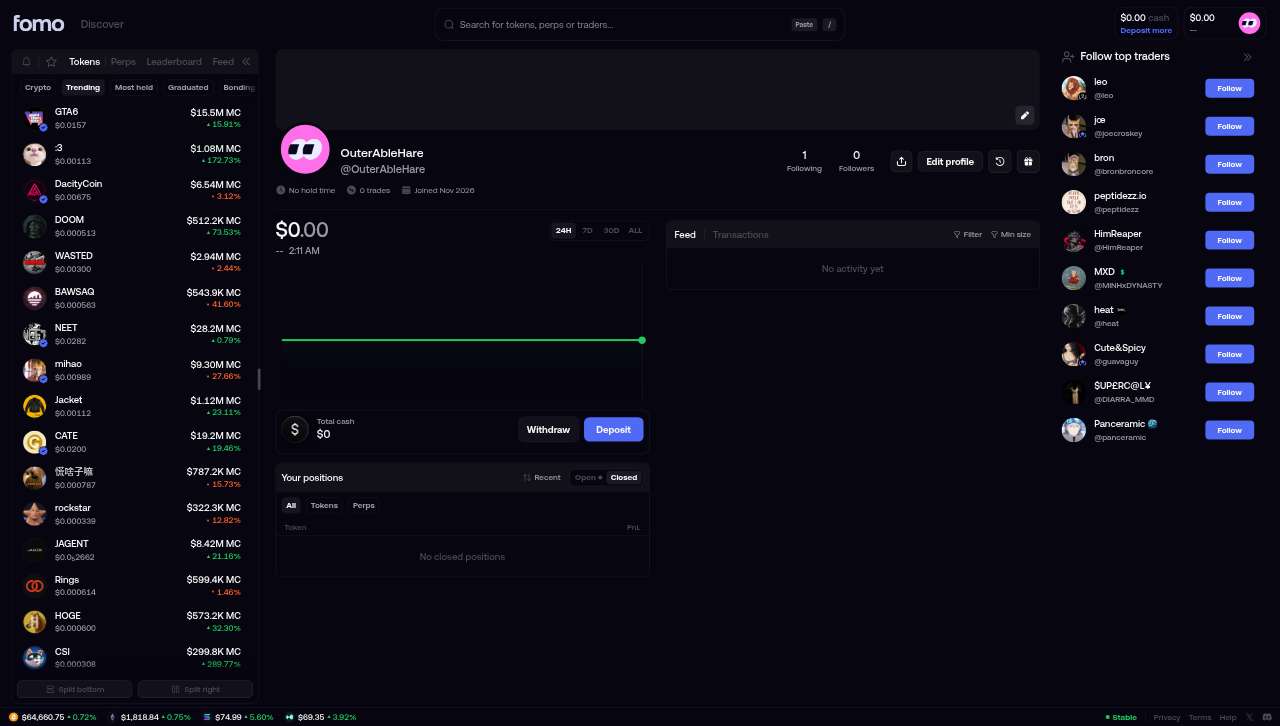 fomo
Discover
Search for tokens, perps or traders...
Paste
/
$0.00 cash
Deposit more
$0.00
—
Tokens
Perps
Leaderboard
Feed
Crypto
Trending
Most held
Graduated
Bonding
GTA6
$15.5M MC
$0.0157
15.91%
:3
$1.08M MC
$0.00113
172.73%
DacityCoin
$6.54M MC
$0.00675
3.12%
DOOM
$512.2K MC
$0.000513
73.53%
WASTED
$2.94M MC
$0.00300
2.44%
BAWSAQ
$543.9K MC
$0.000563
41.60%
NEET
$28.2M MC
$0.0282
0.79%
mihao
$9.30M MC
$0.00989
27.66%
Jacket
$1.12M MC
$0.00112
23.11%
CATE
$19.2M MC
$0.0200
19.46%
慌啥子嘛
$787.2K MC
$0.000787
15.73%
rockstar
$322.3K MC
$0.000339
12.82%
JAGENT
$8.42M MC
$0.0₅2662
21.16%
Rings
$599.4K MC
$0.000614
1.46%
HOGE
$573.2K MC
$0.000600
32.30%
CSI
$299.8K MC
$0.000308
289.77%
Split bottom
Split right
OuterAbleHare
@OuterAbleHare
1
Following
0
Followers
Edit profile
No hold time
0 trades
Joined Nov 2026
$0.00
-- 2:11 AM
24H
7D
30D
ALL
Total cash
$0
Withdraw
Deposit
Your positions
Recent
Open
Closed
All
Tokens
Perps
Token
PnL
No closed positions
Feed
Transactions
Filter
Min size
No activity yet
Follow top traders
leo
@leo
Follow
jœ
@joecroskey
Follow
bron
@bronbroncore
Follow
peptidezz.io
@peptidezz
Follow
HimReaper
@HimReaper
Follow
MXD
@MINHxDYNASTY
Follow
heat
@heat
Follow
Cute&Spicy
@guavaguy
Follow
$UP£RC@L¥
@DIARRA_MMD
Follow
Panceramic
@panceramic
Follow
$64,660.75 0.72%
$1,818.84 0.75%
$74.99 5.60%
$69.35 3.92%
Stable
Privacy
Terms
Help